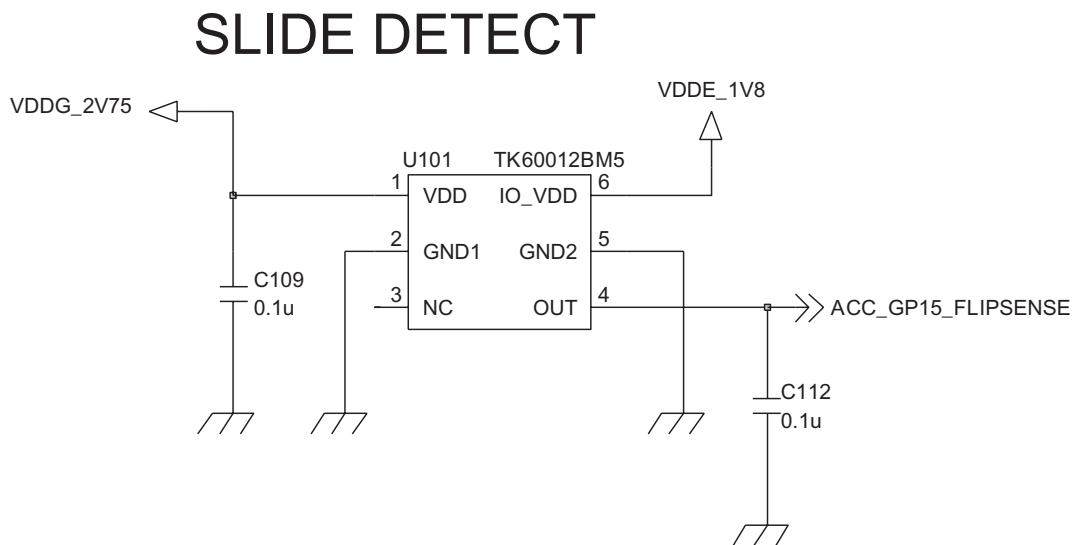 SLIDE DETECT
VDDG_2V75
VDDE_1V8
U101 TK60012BM5
1 VDD IO_VDD 6
2 GND1 GND2 5
3 NC OUT 4
C109
0.1u
ACC_GP15_FLIPSENSE
C112
0.1u